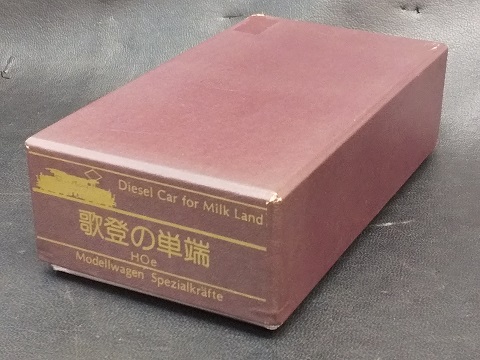 Diesel Car for Milk Land
歌登の単端
HOe
Modellwagen Spezialkräfte